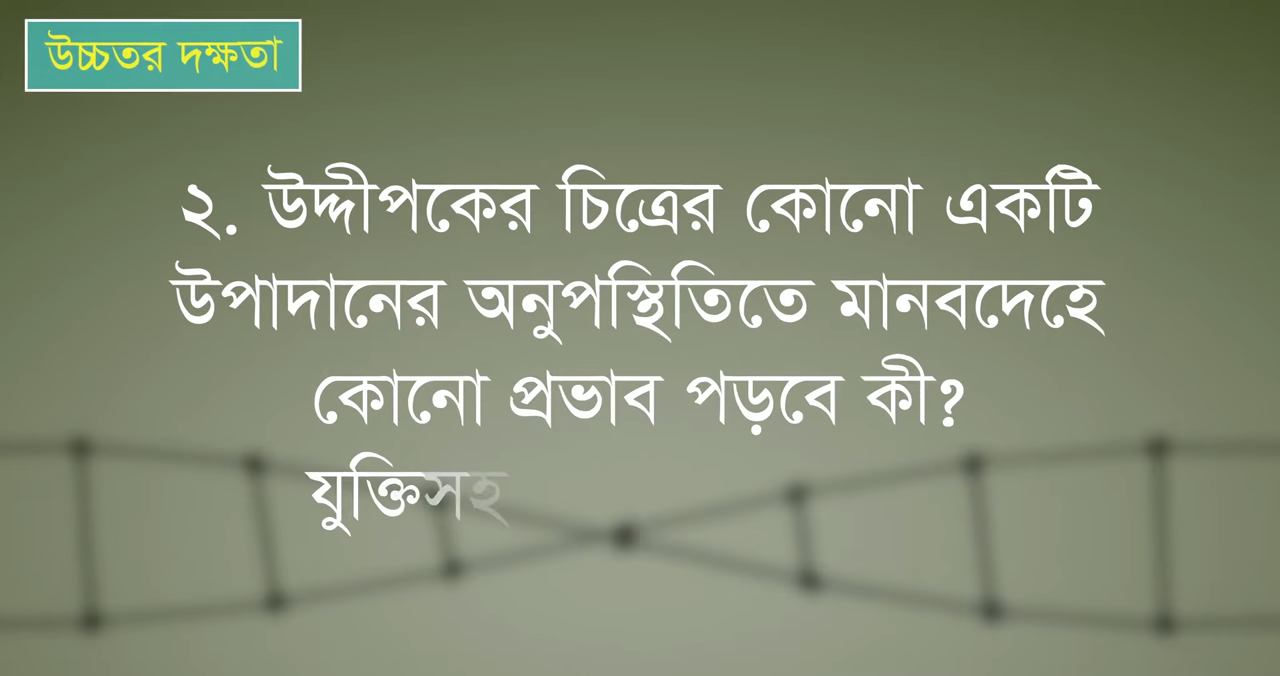 উচ্চতর দক্ষতা
২. উদ্দীপকের চিত্রের কোনো একটি
উপাদানের অনুপস্থিতিতে মানবদেহে
কোনো প্রভাব পড়বে কী?
যুক্তিসহ